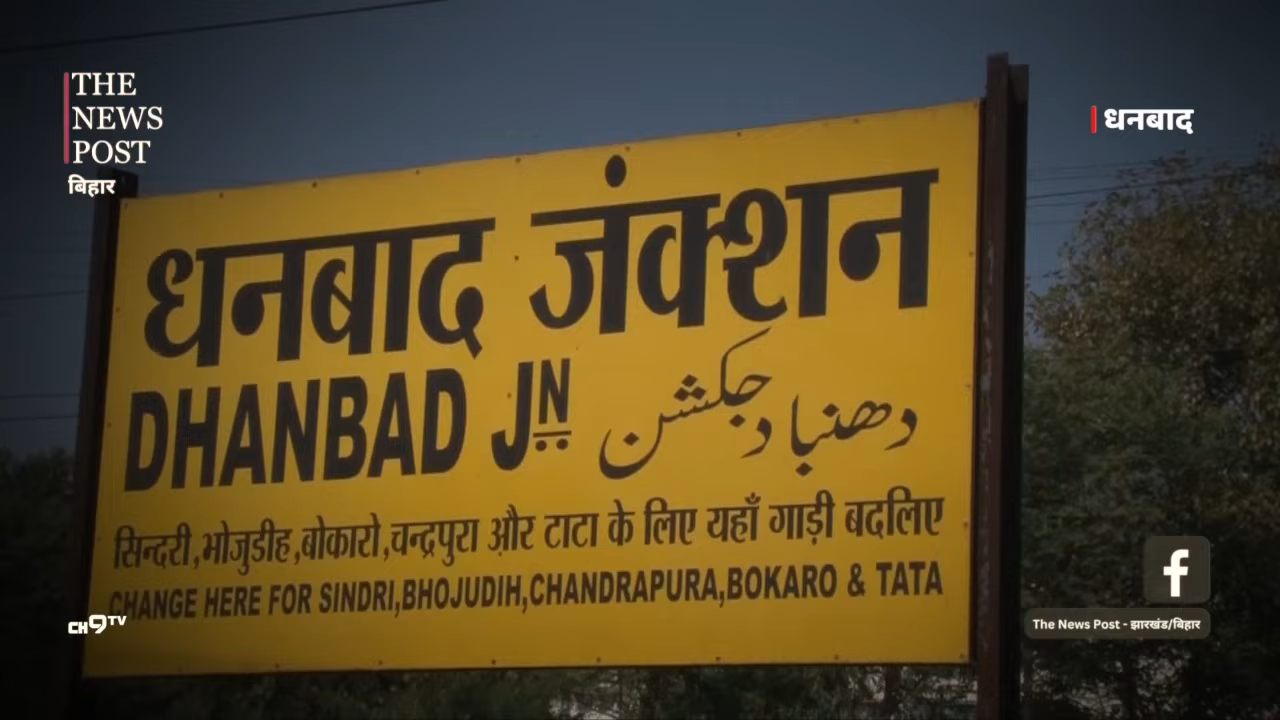 THE
NEWS
POST
बिहार
धनबाद
धनबाद जंक्शन
DHANBAD JN
دھنباد جکشن
सिन्दरी,भोजुडीह,बोकारो,चन्द्रपुरा और टाटा के लिए यहाँ गाड़ी बदलिए
CHANGE HERE FOR SINDRI,BHOJUDIH,CHANDRAPURA,BOKARO & TATA
CH9TV
f
The News Post - झारखंड/बिहार